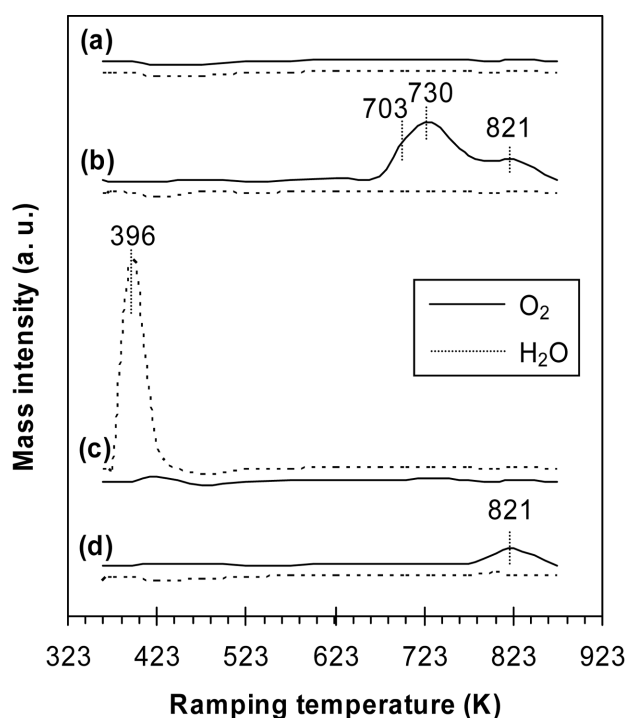 (a)
703 730
821
(b)
396
O₂
H₂O
(c)
821
(d)
323 423 523 623 723 823 923
Ramping temperature (K)
Mass intensity (a. u.)